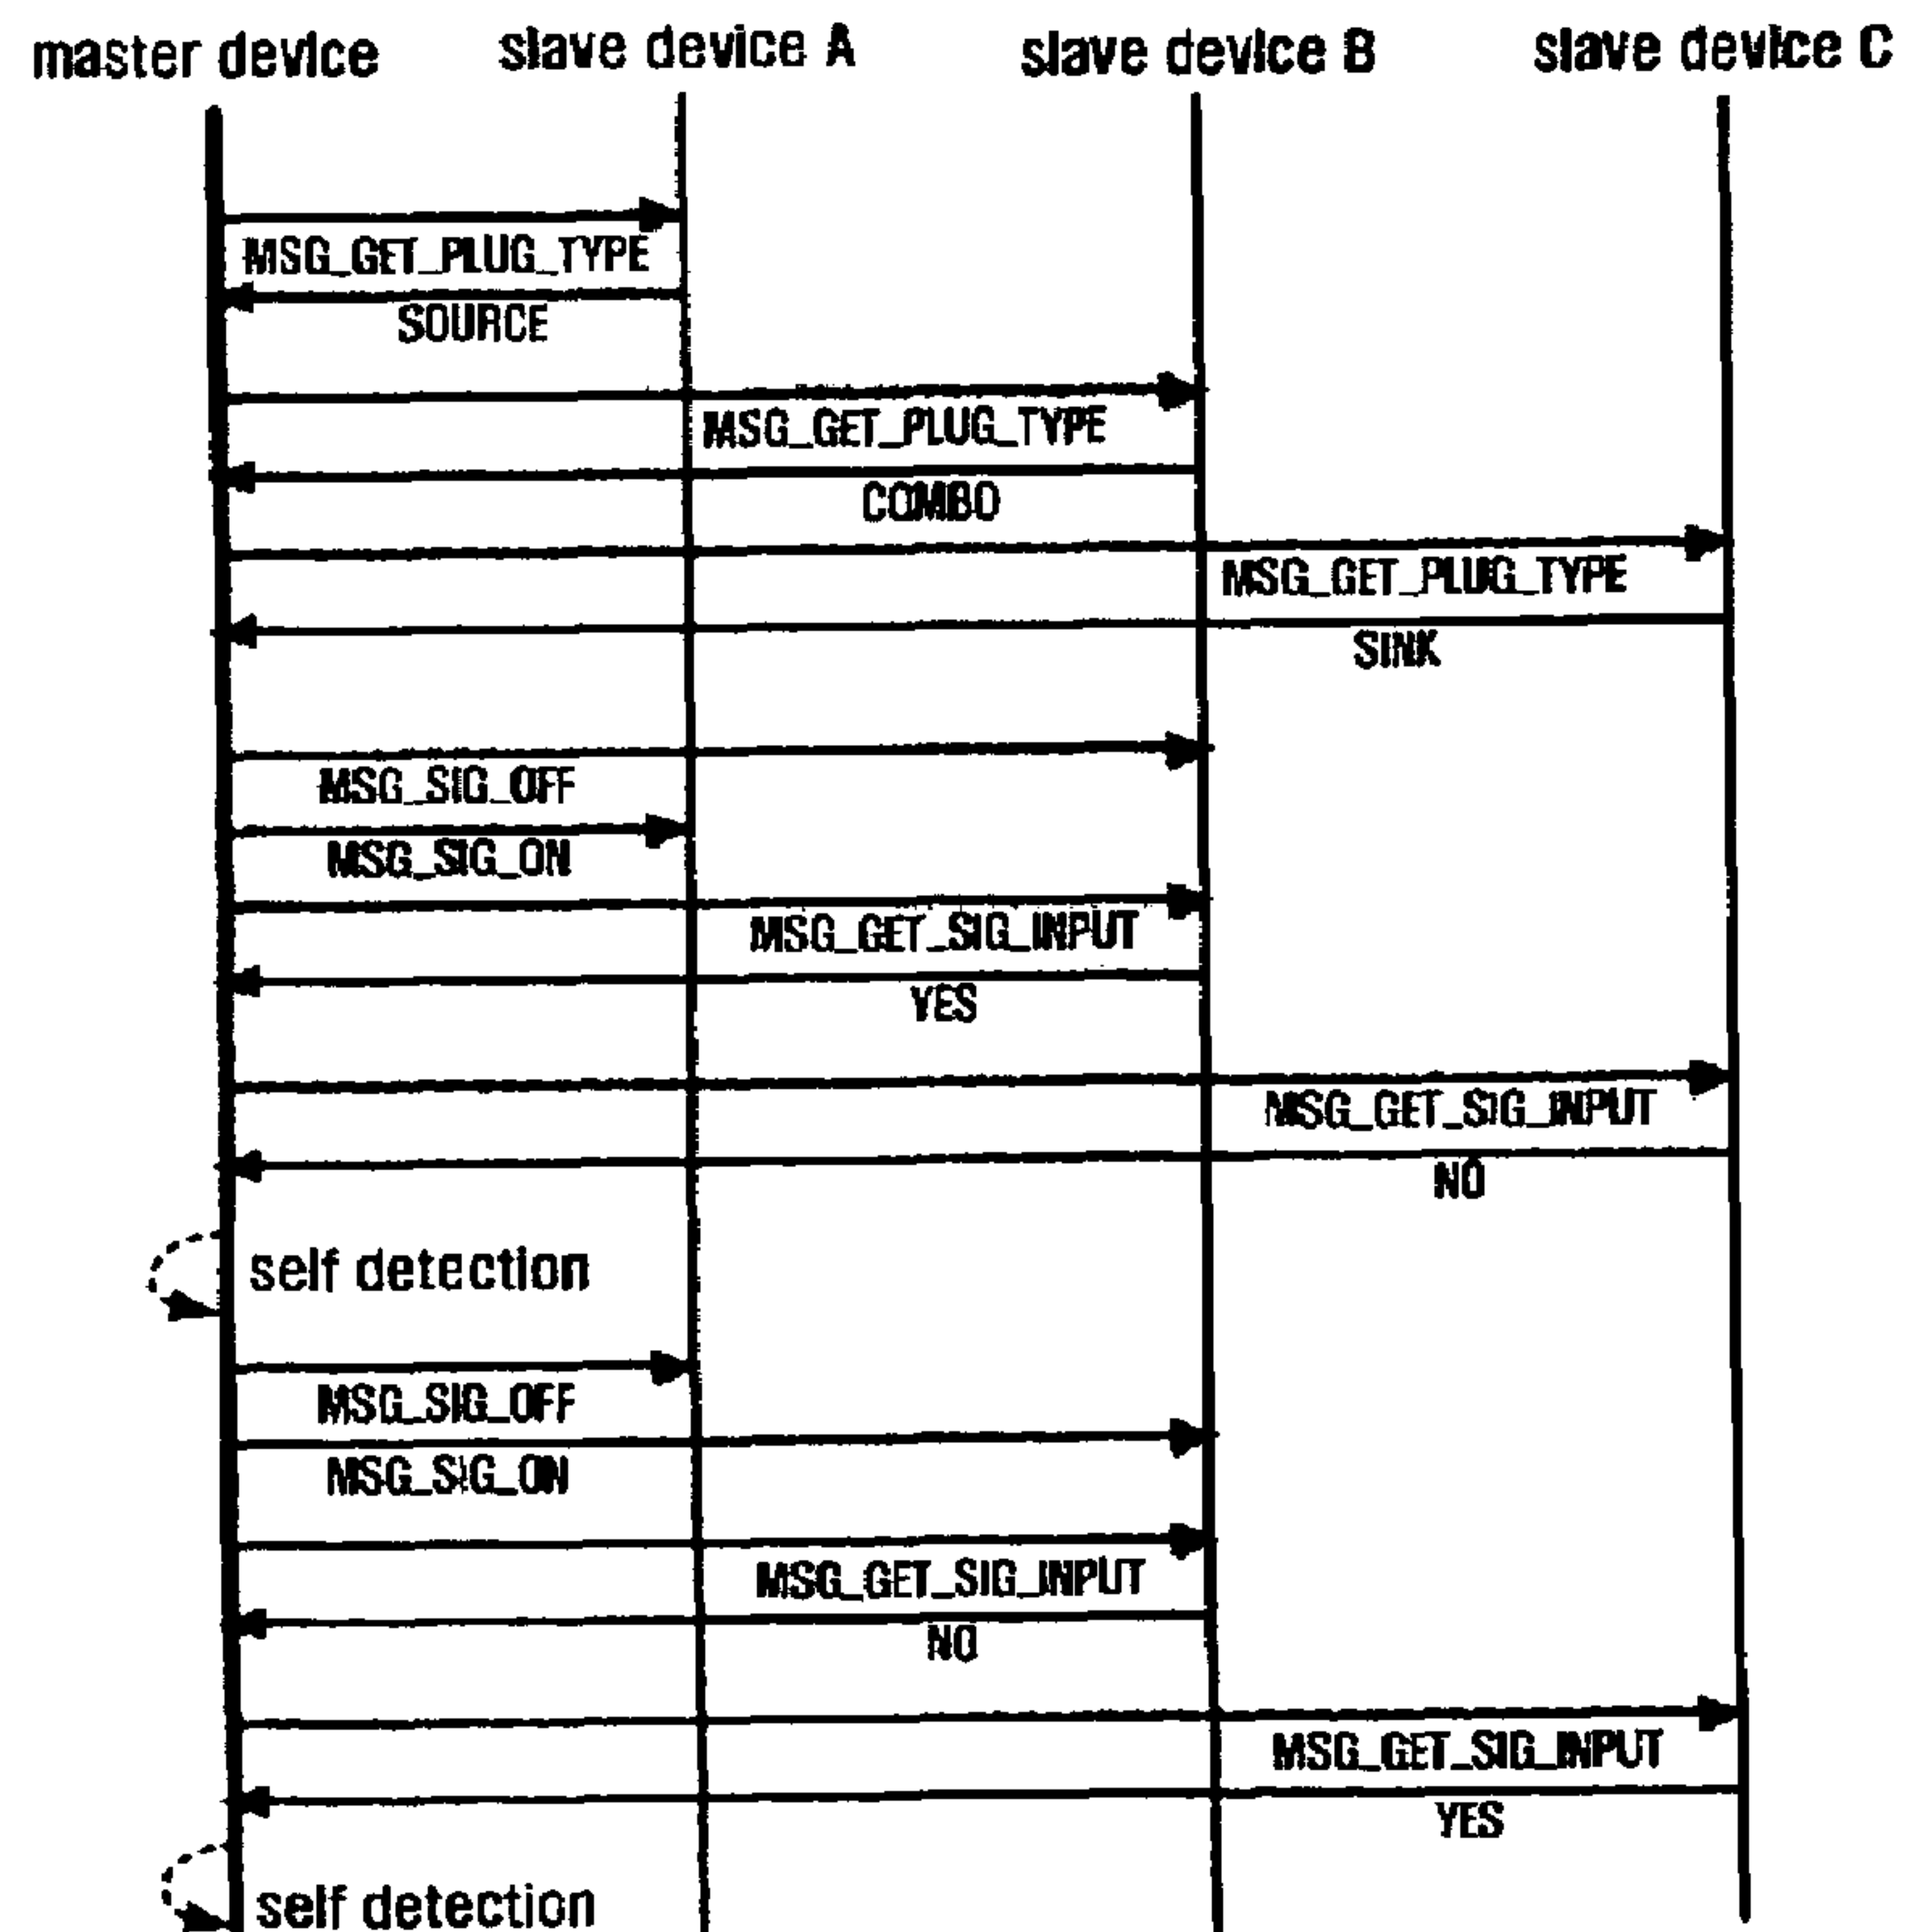 master device slave device A slave device B slave device C
MSG_GET_PLUG_TYPE
SOURCE
MSG_GET_PLUG_TYPE
COMBO
MSG_GET_PLUG_TYPE
SINK
MSG_SIG_OFF
MSG_SIG_ON
MSG_GET_SIG_INPUT
YES
MSG_GET_SIG_INPUT
NO
self detection
MSG_SIG_OFF
MSG_SIG_ON
MSG_GET_SIG_INPUT
NO
MSG_GET_SIG_INPUT
YES
self detection